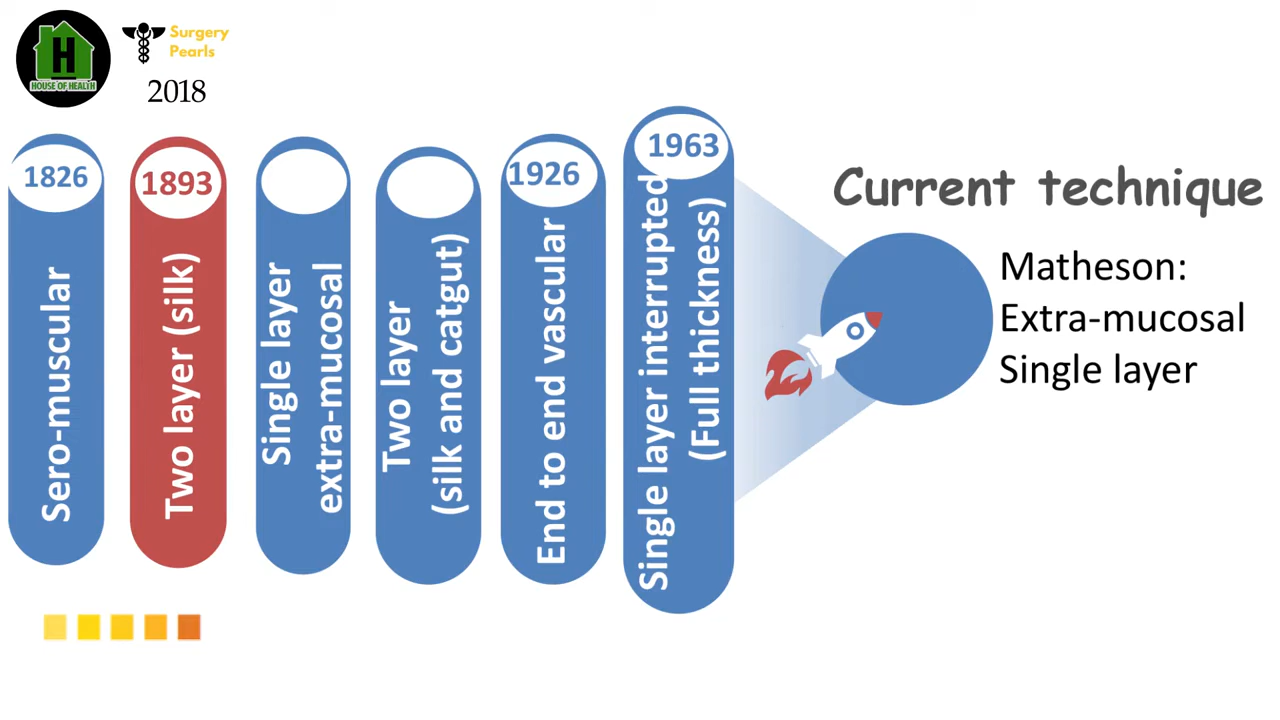 H
HOUSE OF HEALTH
Surgery
Pearls
2018
1826
Sero-muscular
1893
Two layer (silk)
Single layer
extra-mucosal
Two layer
(silk and catgut)
1926
End to end vascular
1963
Single layer interrupted
(Full thickness)
Current technique
Matheson:
Extra-mucosal
Single layer